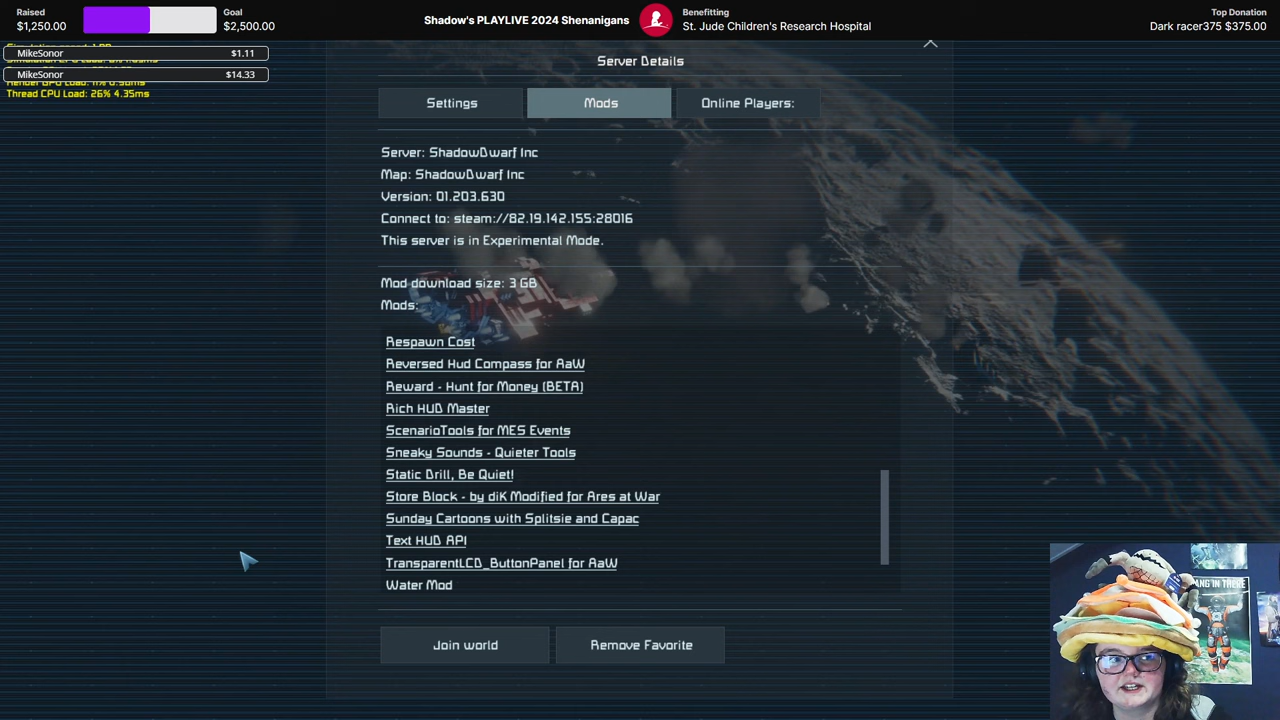 Raised
$1,250.00
Goal
$2,500.00
Shadow's PLAYLIVE 2024 Shenanigans
Benefitting
St. Jude Children's Research Hospital
Top Donation
Dark racer375 $375.00
MikeSonor $1.11
MikeSonor $14.33
Thread CPU Load: 26% 4.35ms
Server Details
Settings
Mods
Online Players:
Server: ShadowDwarf Inc
Map: ShadowDwarf Inc
Version: 01.203.630
Connect to: steam://82.19.142.155:28016
This server is in Experimental Mode.
Mod download size: 3 GB
Mods:
Respawn Cost
Reversed Hud Compass for AaW
Reward - Hunt for Money (BETA)
Rich HUD Master
ScenarioTools for MES Events
Sneaky Sounds - Quieter Tools
Static Drill, Be Quiet!
Store Block - by diK Modified for Ares at War
Sunday Cartoons with Splitsie and Capac
Text HUD API
TransparentLCD_ButtonPanel for AaW
Water Mod
Join world
Remove Favorite
HANG IN THERE